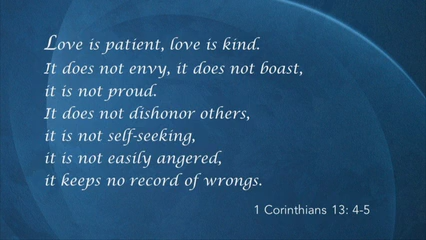 Love is patient, love is kind.
It does not envy, it does not boast,
it is not proud.
It does not dishonor others,
it is not self-seeking,
it is not easily angered,
it keeps no record of wrongs.
1 Corinthians 13: 4-5